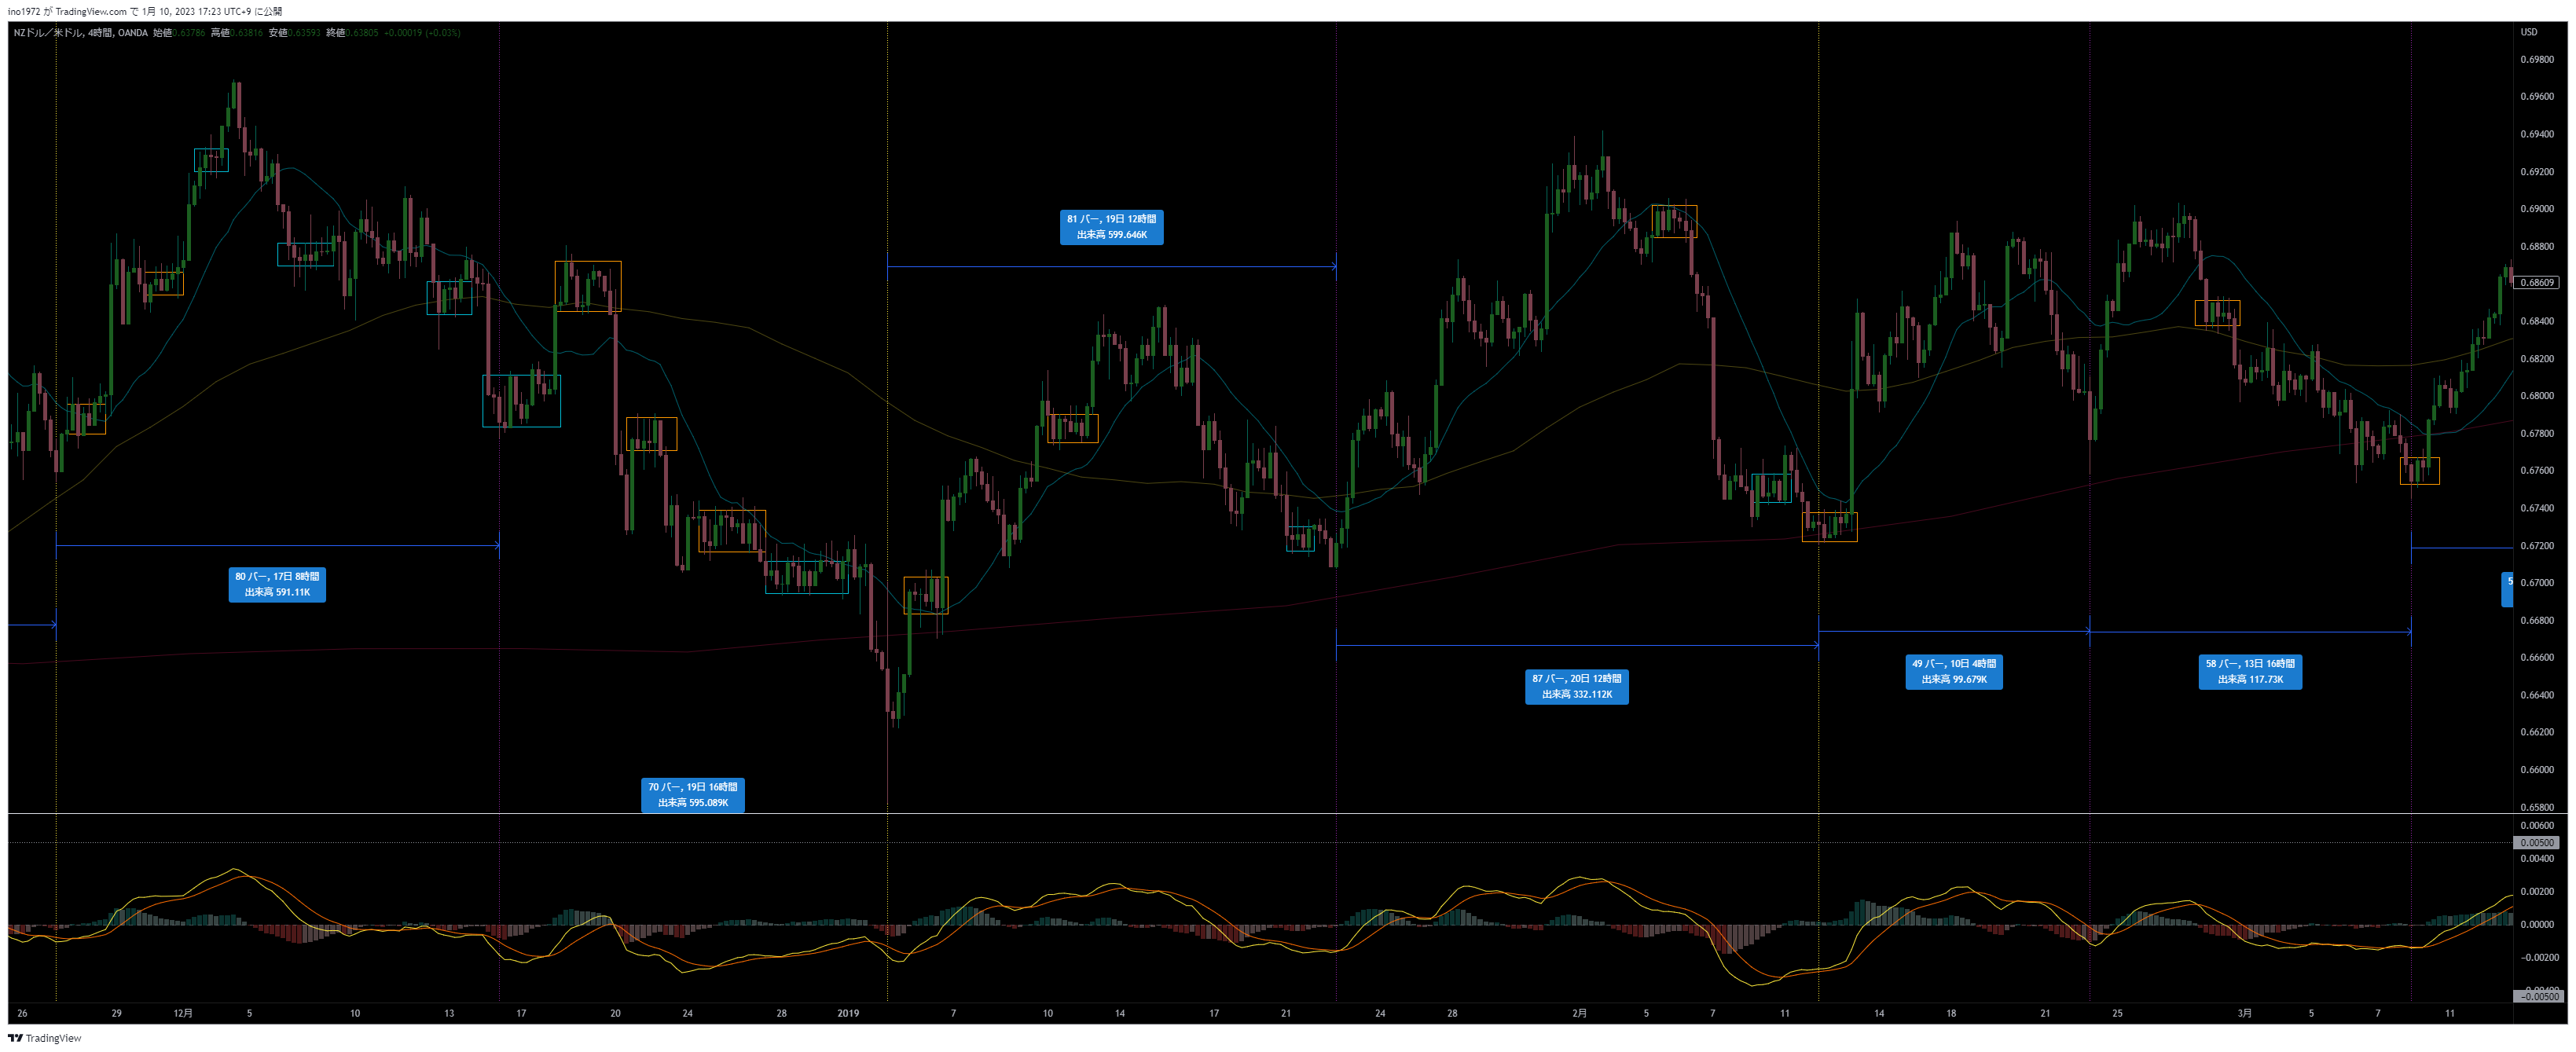 ino1972 が TradingView.com で 1月 10, 2023 17:23 UTC+9 に公開
NZドル／米ドル, 4時間, OANDA 始値0.63786 高値0.63816 安値0.63593 終値0.63805 +0.00019 (+0.03%)
USD
0.69800
0.69600
0.69400
0.69200
0.69000
0.68800
0.68609
0.68400
0.68200
0.68000
0.67800
0.67600
0.67400
0.67200
0.67000
0.66800
0.66600
0.66400
0.66200
0.66000
0.65800
81 バー, 19日 12時間
出来高 599.646K
80 バー, 17日 8時間
出来高 591.11K
5
87 バー, 20日 12時間
出来高 332.112K
49 バー, 10日 4時間
出来高 99.679K
58 バー, 13日 16時間
出来高 117.73K
70 バー, 19日 16時間
出来高 595.089K
0.00600
0.00500
0.00400
0.00200
0.00000
−0.00200
−0.00500
26 29 12月 5 10 13 17 20 24 28 2019 7 10 14 17 21 24 28 2月 5 7 11 14 18 21 25 3月 5 7 11
TradingView